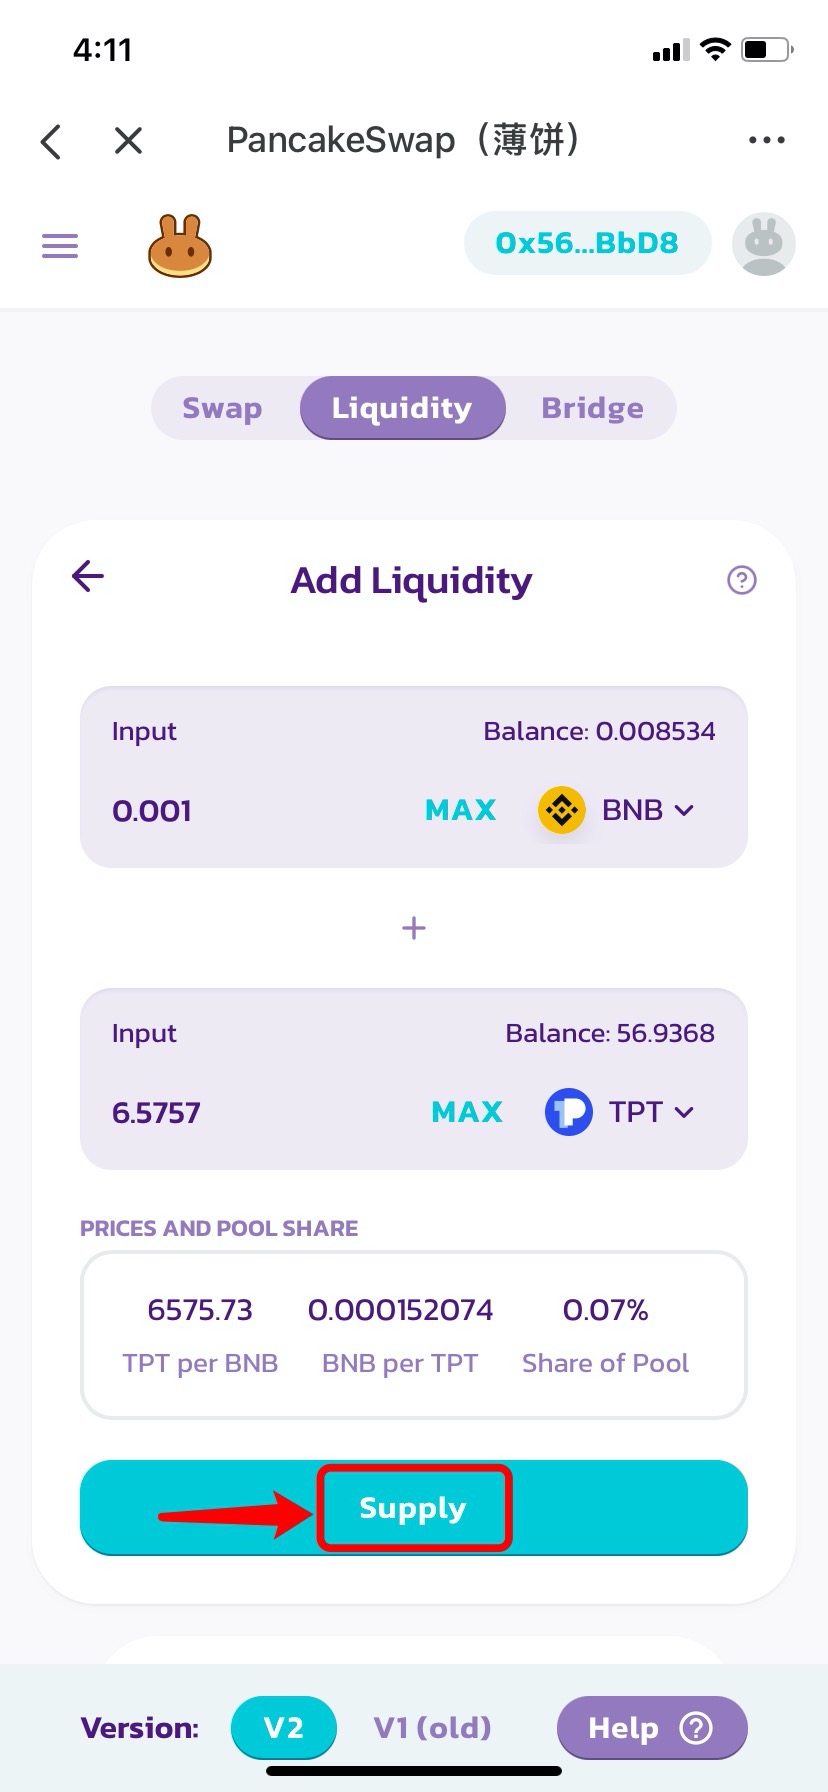 4:11
PancakeSwap（薄饼）
0x56...BbD8
Swap Liquidity Bridge
Add Liquidity
Input Balance: 0.008534
0.001 MAX BNB
+
Input Balance: 56.9368
6.5757 MAX TPT
PRICES AND POOL SHARE
6575.73 0.000152074 0.07%
TPT per BNB BNB per TPT Share of Pool
Supply
Version: V2 V1 (old) Help ?